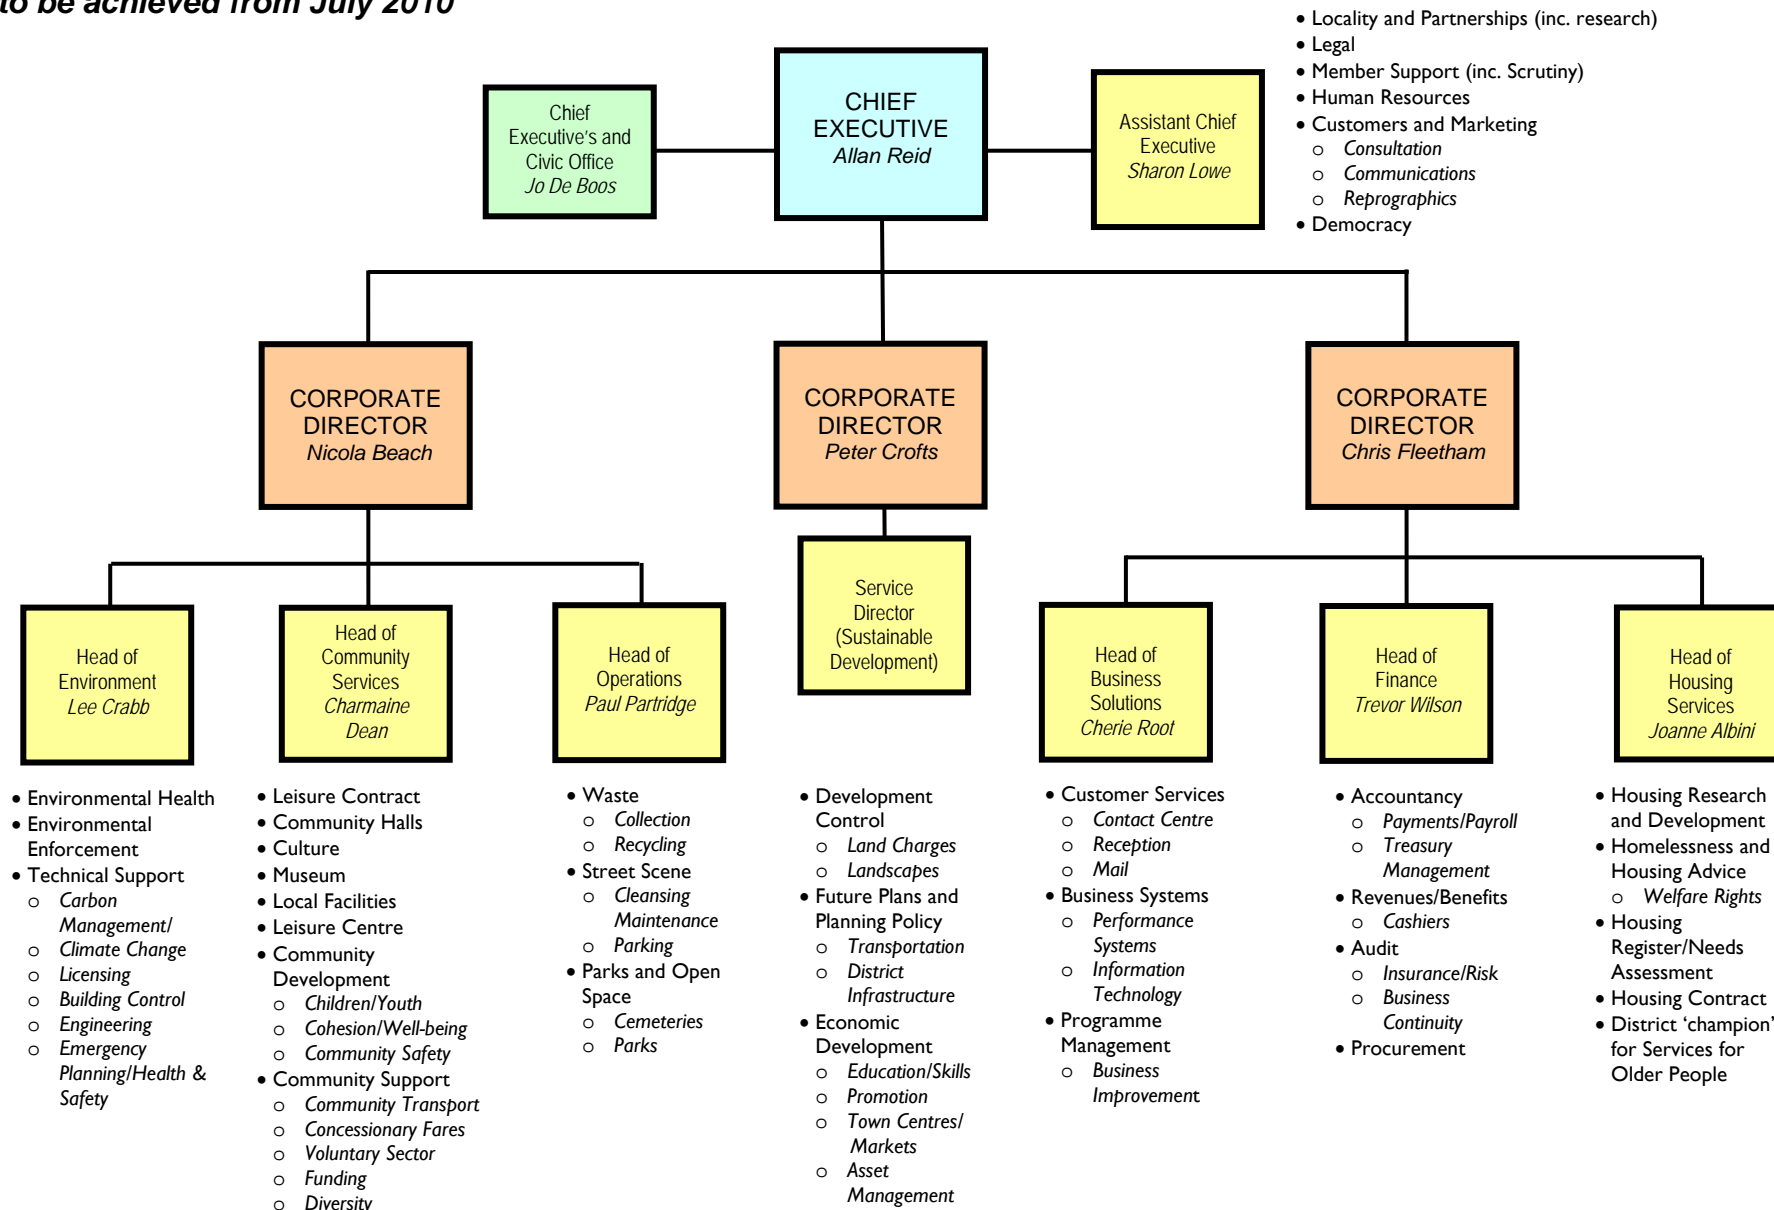 to be achieved from July 2010
• Locality and Partnerships (inc. research)
• Legal
• Member Support (inc. Scrutiny)
• Human Resources
• Customers and Marketing
o Consultation
o Communications
o Reprographics
• Democracy
Chief
Executive's and
Civic Office
Jo De Boos
CHIEF
EXECUTIVE
Allan Reid
Assistant Chief
Executive
Sharon Lowe
CORPORATE
DIRECTOR
Nicola Beach
CORPORATE
DIRECTOR
Peter Crofts
CORPORATE
DIRECTOR
Chris Fleetham
Head of
Environment
Lee Crabb
Head of
Community
Services
Charmaine
Dean
Head of
Operations
Paul Partridge
Service
Director
(Sustainable
Development)
Head of
Business
Solutions
Cherie Root
Head of
Finance
Trevor Wilson
Head of
Housing
Services
Joanne Albini
• Environmental Health
• Environmental
Enforcement
• Technical Support
o Carbon
Management/
o Climate Change
o Licensing
o Building Control
o Engineering
o Emergency
Planning/Health &
Safety
• Leisure Contract
• Community Halls
• Culture
• Museum
• Local Facilities
• Leisure Centre
• Community
Development
o Children/Youth
o Cohesion/Well-being
o Community Safety
• Community Support
o Community Transport
o Concessionary Fares
o Voluntary Sector
o Funding
o Diversity
• Waste
o Collection
o Recycling
• Street Scene
o Cleansing
Maintenance
o Parking
• Parks and Open
Space
o Cemeteries
o Parks
• Development
Control
o Land Charges
o Landscapes
• Future Plans and
Planning Policy
o Transportation
o District
Infrastructure
• Economic
Development
o Education/Skills
o Promotion
o Town Centres/
Markets
o Asset
Management
• Customer Services
o Contact Centre
o Reception
o Mail
• Business Systems
o Performance
Systems
o Information
Technology
• Programme
Management
o Business
Improvement
• Accountancy
o Payments/Payroll
o Treasury
Management
• Revenues/Benefits
o Cashiers
• Audit
o Insurance/Risk
o Business
Continuity
• Procurement
• Housing Research
and Development
• Homelessness and
Housing Advice
o Welfare Rights
• Housing
Register/Needs
Assessment
• Housing Contract
• District ‘champion’
for Services for
Older People